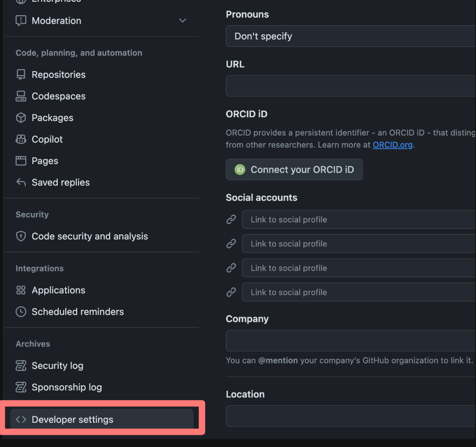 Enterprises
Moderation
Code, planning, and automation
Repositories
Codespaces
Packages
Copilot
Pages
Saved replies
Security
Code security and analysis
Integrations
Applications
Scheduled reminders
Archives
Security log
Sponsorship log
Developer settings
Pronouns
Don't specify
URL
ORCID iD
ORCID provides a persistent identifier - an ORCID iD - that disting
from other researchers. Learn more at ORCID.org.
iD Connect your ORCID iD
Social accounts
Link to social profile
Link to social profile
Link to social profile
Link to social profile
Company
You can @mention your company's GitHub organization to link it.
Location